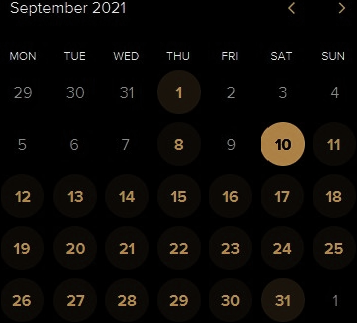 September 2021
MON TUE WED THU FRI SAT SUN
29 30 31 1 2 3 4
5 6 7 8 9 10 11
12 13 14 15 16 17 18
19 20 21 22 23 24 25
26 27 28 29 30 31 1